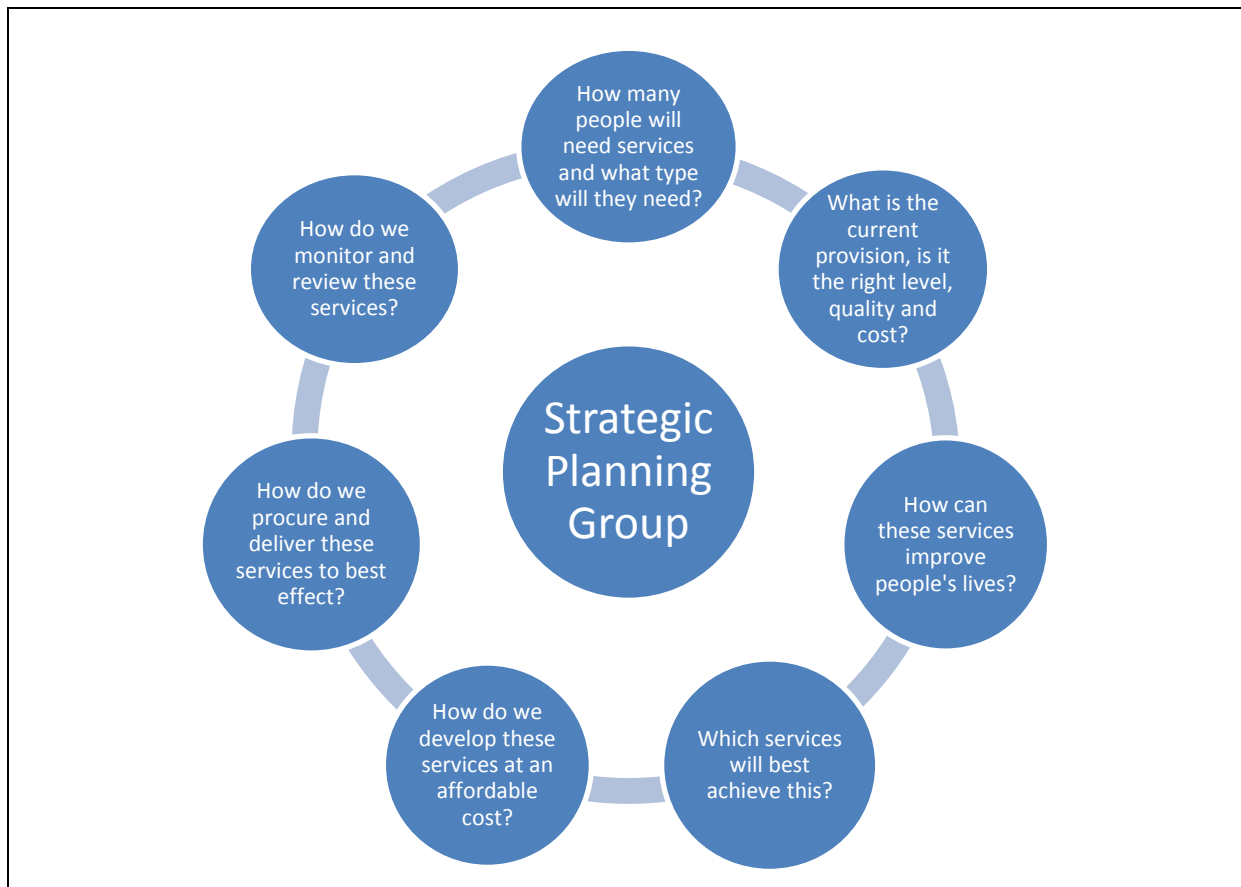 How many
people will
need services
and what type
will they need?
What is the
current
provision, is it
the right level,
quality and
cost?
How can
these services
improve
people's lives?
Which services
will best
achieve this?
How do we
develop these
services at an
affordable
cost?
How do we
procure and
deliver these
services to best
effect?
How do we
monitor and
review these
services?
Strategic
Planning
Group